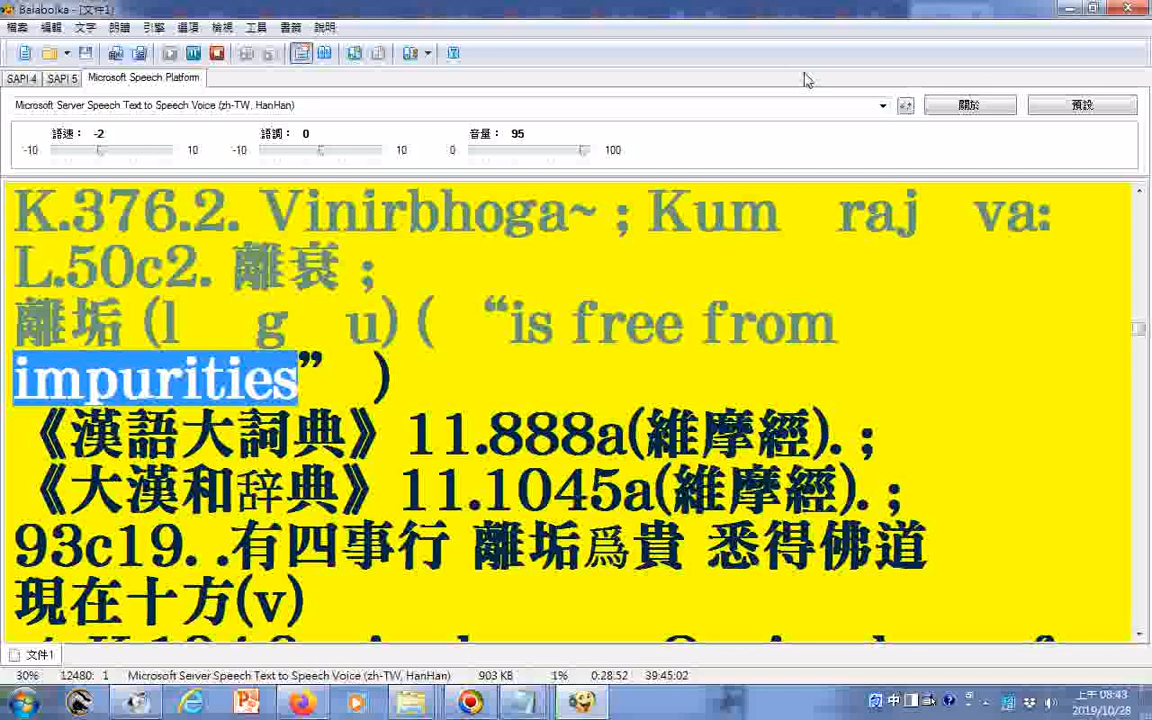 Balabolka - [文件1]
檔案 編輯 文字 朗讀 引擎 選項 檢視 工具 書籤 說明
SAPI 4 SAPI 5 Microsoft Speech Platform
Microsoft Server Speech Text to Speech Voice (zh-TW, HanHan) 關於 預設
語速： -2 語調： 0 音量： 95
-10 10 -10 10 0 100
K.376.2. Vinirbhoga~ ; Kum raj va:
L.50c2. 離衰 ;
離垢 (l g u) ( “is free from
impurities” )
《漢語大詞典》 11.888a(維摩經). ;
《大漢和辞典》 11.1045a(維摩經). ;
93c19. .有四事行 離垢爲貴 悉得佛道
現在十方(v)
文件1
30% 12480: 1 Microsoft Server Speech Text to Speech Voice (zh-TW, HanHan) 903 KB 1% 0:28:52 39:45:02
中 上午 08:43
2019/10/28